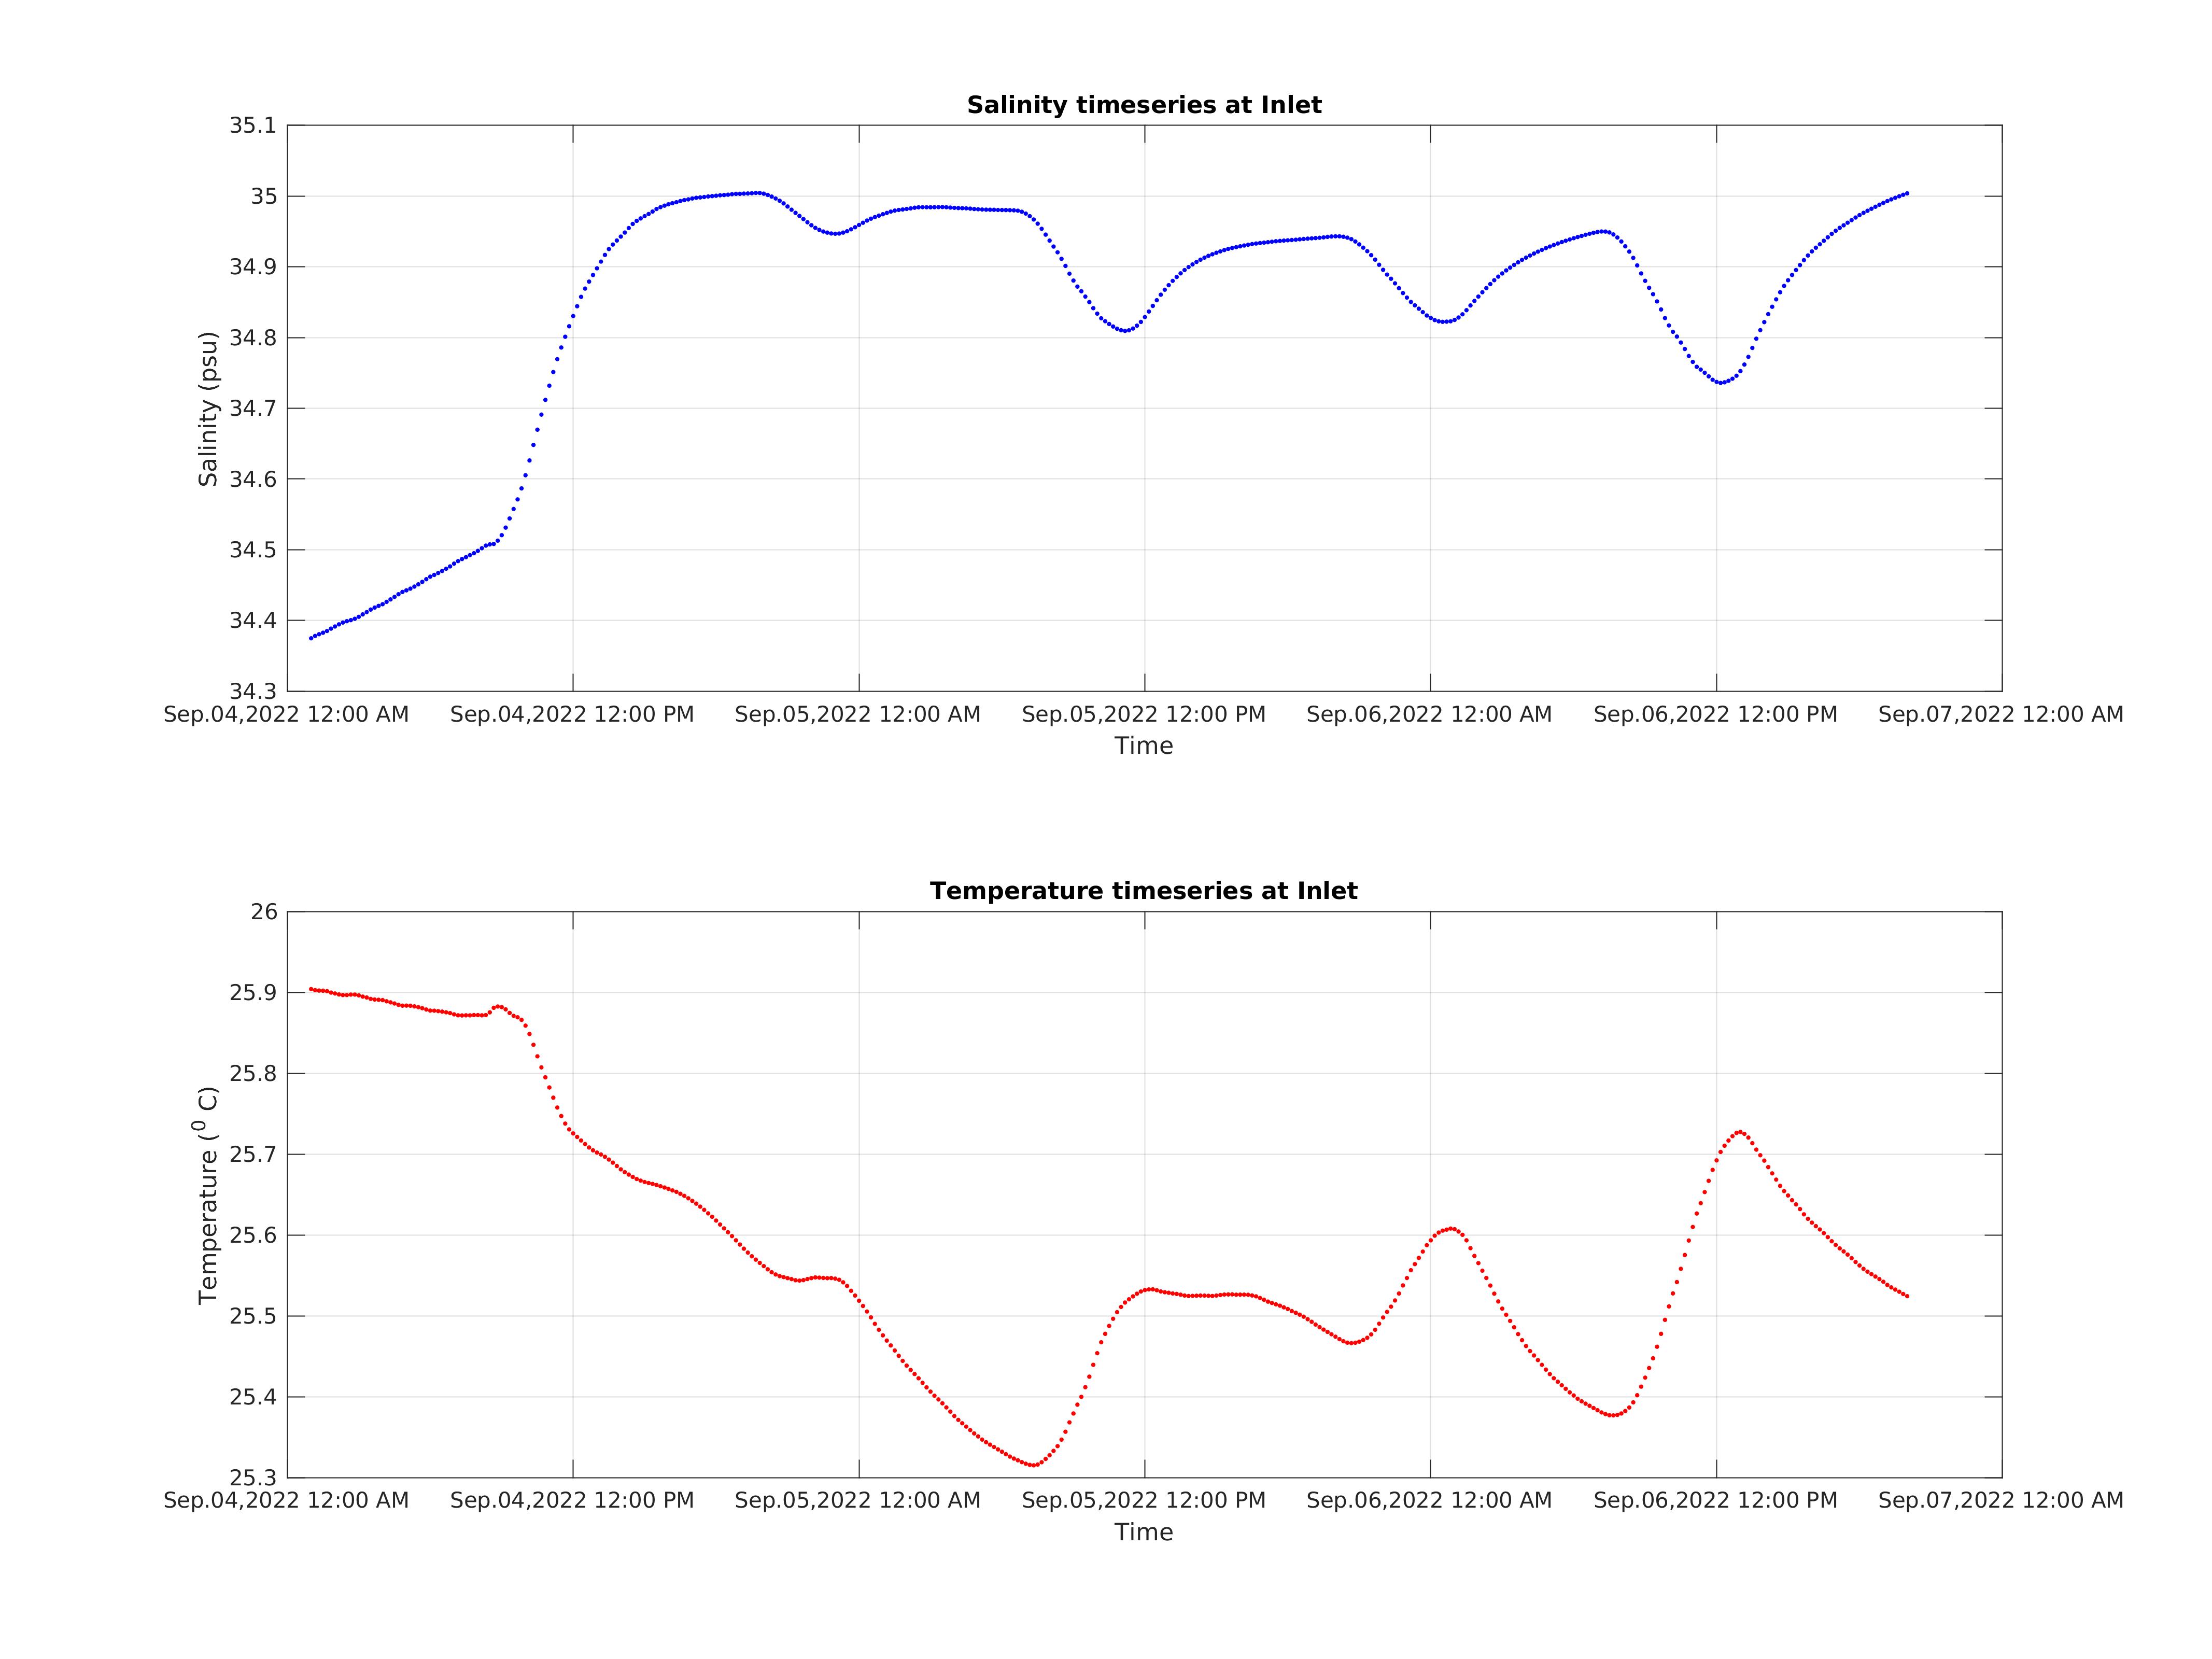 Salinity timeseries at Inlet
35.1
35
34.9
34.8
34.7
34.6
34.5
34.4
34.3
Salinity (psu)
Sep.04,2022 12:00 AM Sep.04,2022 12:00 PM Sep.05,2022 12:00 AM Sep.05,2022 12:00 PM Sep.06,2022 12:00 AM Sep.06,2022 12:00 PM Sep.07,2022 12:00 AM
Time
Temperature timeseries at Inlet
26
25.9
25.8
25.7
25.6
25.5
25.4
25.3
Temperature (⁰ C)
Sep.04,2022 12:00 AM Sep.04,2022 12:00 PM Sep.05,2022 12:00 AM Sep.05,2022 12:00 PM Sep.06,2022 12:00 AM Sep.06,2022 12:00 PM Sep.07,2022 12:00 AM
Time